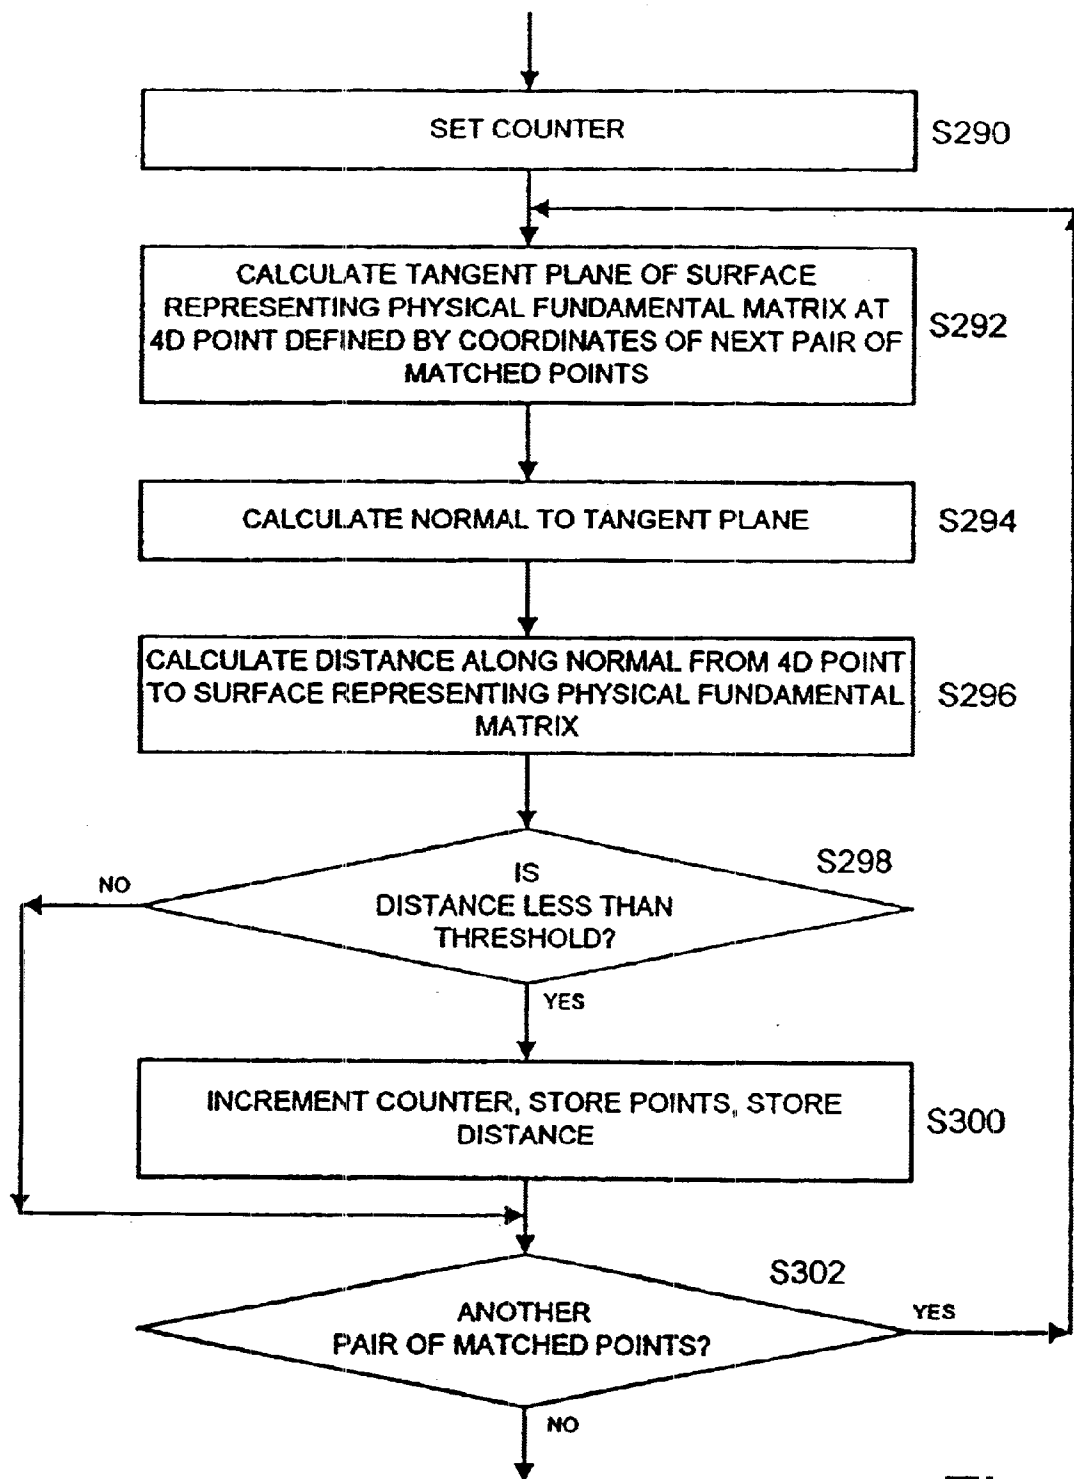 SET COUNTER
S290
CALCULATE TANGENT PLANE OF SURFACE
REPRESENTING PHYSICAL FUNDAMENTAL MATRIX AT
4D POINT DEFINED BY COORDINATES OF NEXT PAIR OF
MATCHED POINTS
S292
CALCULATE NORMAL TO TANGENT PLANE
S294
CALCULATE DISTANCE ALONG NORMAL FROM 4D POINT
TO SURFACE REPRESENTING PHYSICAL FUNDAMENTAL
MATRIX
S296
S298
IS
DISTANCE LESS THAN
THRESHOLD?
NO
YES
INCREMENT COUNTER, STORE POINTS, STORE
DISTANCE
S300
S302
ANOTHER
PAIR OF MATCHED POINTS?
YES
NO